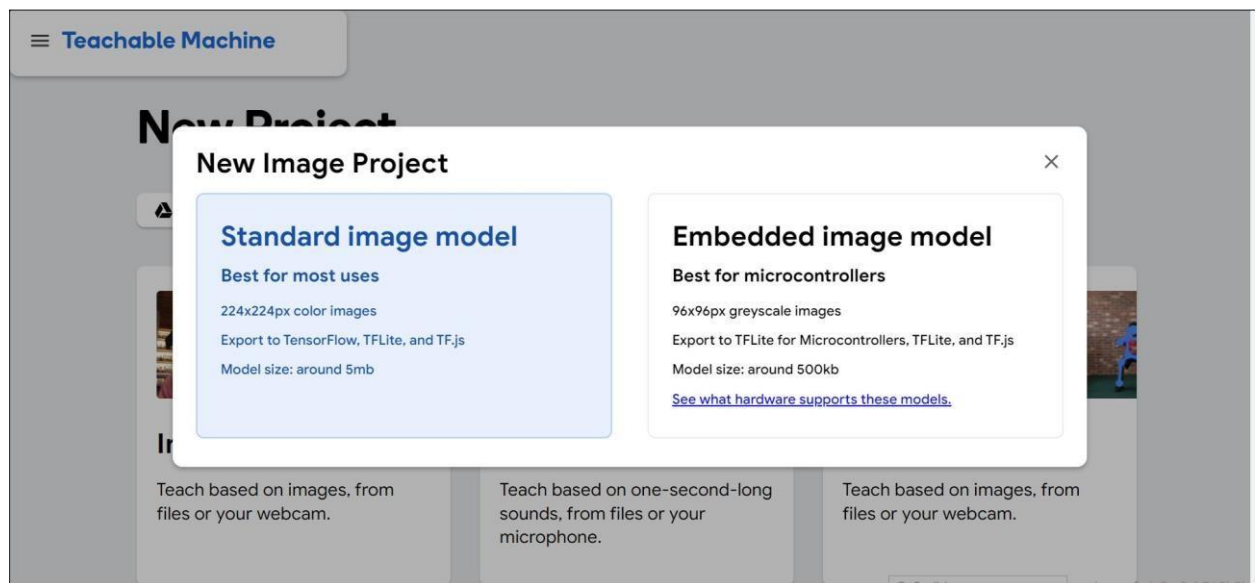 Teachable Machine
New Project
New Image Project
Standard image model
Best for most uses
224x224px color images
Export to TensorFlow, TFLite, and TF.js
Model size: around 5mb
Embedded image model
Best for microcontrollers
96x96px greyscale images
Export to TFLite for Microcontrollers, TFLite, and TF.js
Model size: around 500kb
See what hardware supports these models.
Teach based on images, from
files or your webcam.
Teach based on one-second-long
sounds, from files or your
microphone.
Teach based on images, from
files or your webcam.